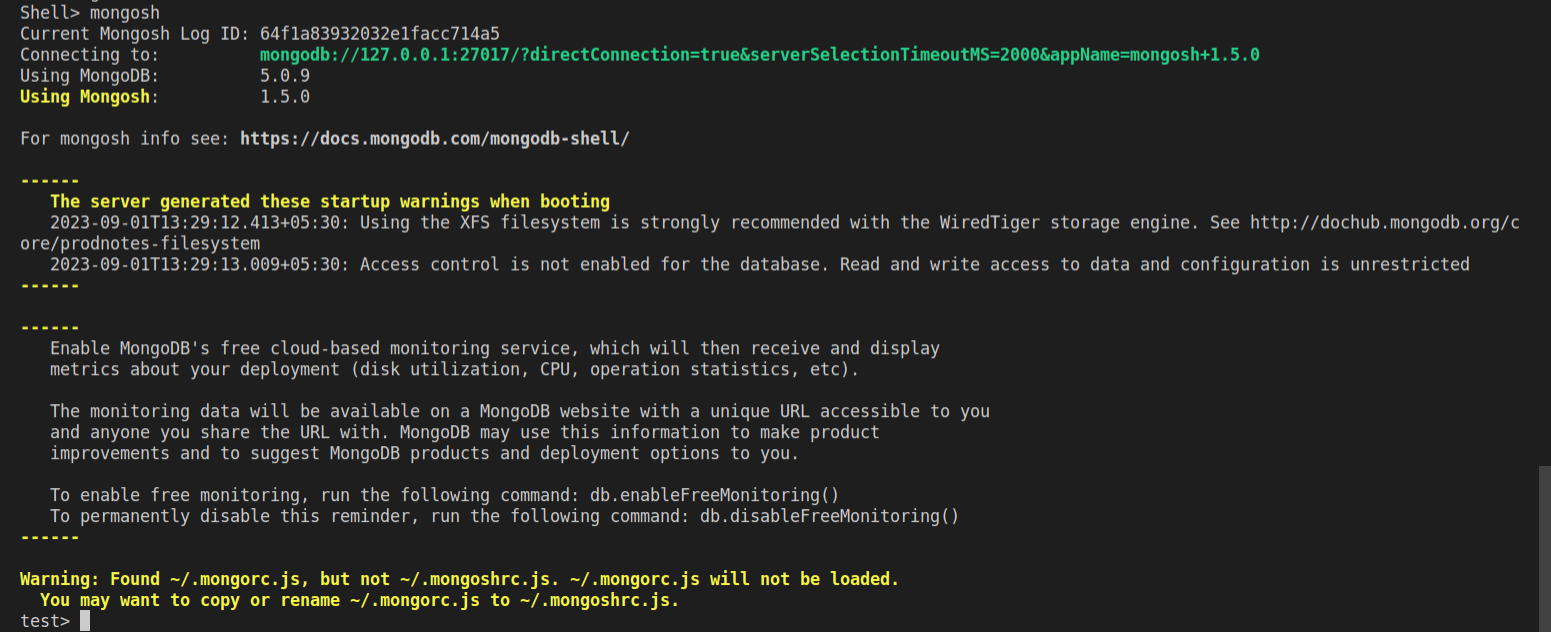 Shell> mongosh
Current Mongosh Log ID: 64f1a83932032e1facc714a5
Connecting to:          mongodb://127.0.0.1:27017/?directConnection=true&serverSelectionTimeoutMS=2000&appName=mongosh+1.5.0
Using MongoDB:          5.0.9
Using Mongosh:          1.5.0
For mongosh info see: https://docs.mongodb.com/mongodb-shell/
------
   The server generated these startup warnings when booting
   2023-09-01T13:29:12.413+05:30: Using the XFS filesystem is strongly recommended with the WiredTiger storage engine. See http://dochub.mongodb.org/c
ore/prodnotes-filesystem
   2023-09-01T13:29:13.009+05:30: Access control is not enabled for the database. Read and write access to data and configuration is unrestricted
------
------
   Enable MongoDB's free cloud-based monitoring service, which will then receive and display
   metrics about your deployment (disk utilization, CPU, operation statistics, etc).
   The monitoring data will be available on a MongoDB website with a unique URL accessible to you
   and anyone you share the URL with. MongoDB may use this information to make product
   improvements and to suggest MongoDB products and deployment options to you.
   To enable free monitoring, run the following command: db.enableFreeMonitoring()
   To permanently disable this reminder, run the following command: db.disableFreeMonitoring()
------
Warning: Found ~/.mongorc.js, but not ~/.mongoshrc.js. ~/.mongorc.js will not be loaded.
  You may want to copy or rename ~/.mongorc.js to ~/.mongoshrc.js.
test>